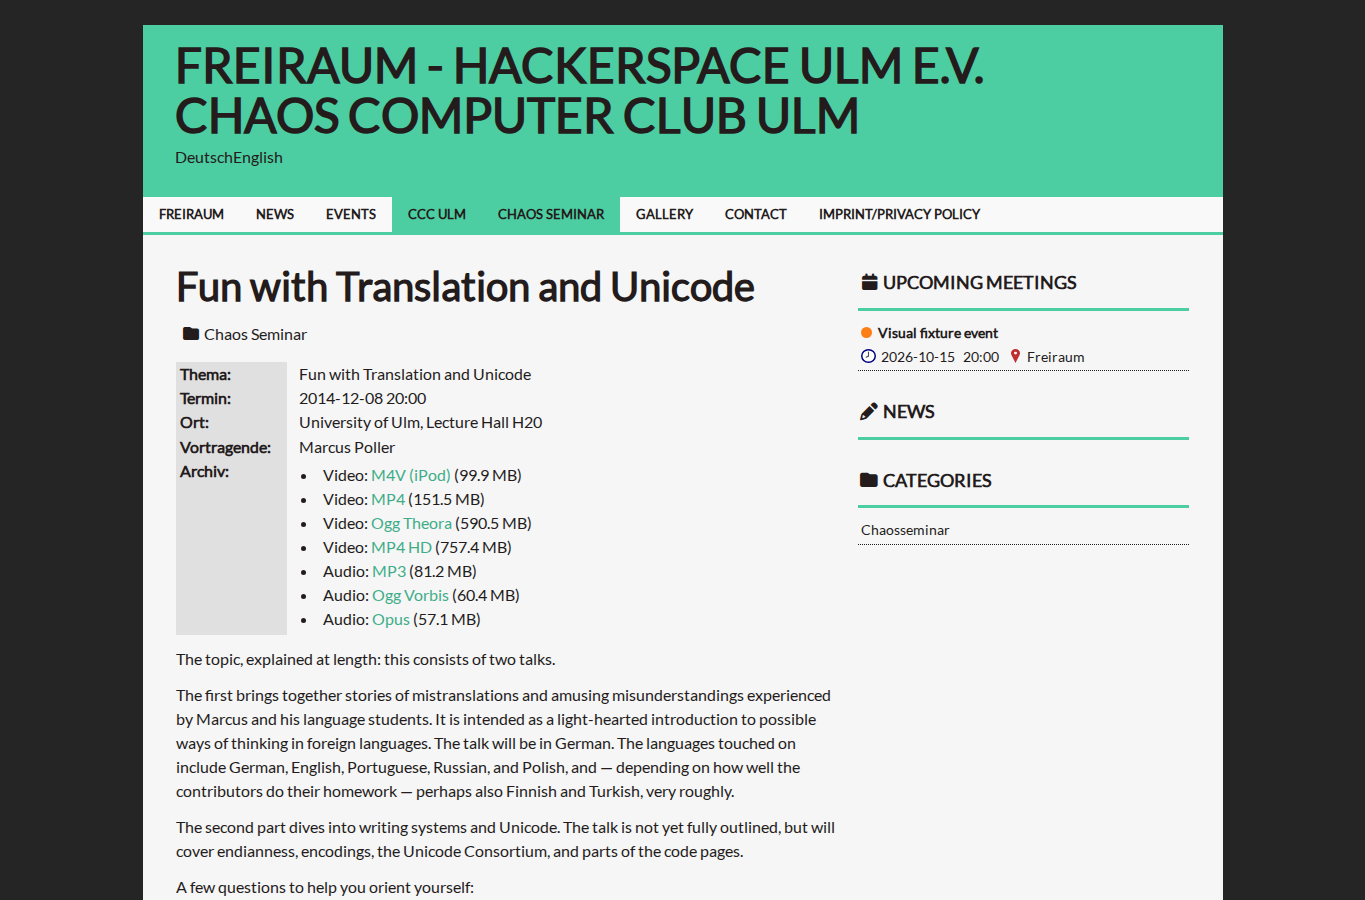 FREIRAUM - HACKERSPACE ULM E.V.
CHAOS COMPUTER CLUB ULM
DeutschEnglish
FREIRAUM NEWS EVENTS CCC ULM CHAOS SEMINAR GALLERY CONTACT IMPRINT/PRIVACY POLICY
Fun with Translation and Unicode
Chaos Seminar
Thema: Fun with Translation and Unicode
Termin: 2014-12-08 20:00
Ort: University of Ulm, Lecture Hall H20
Vortragende: Marcus Poller
Archiv:
• Video: M4V (iPod) (99.9 MB)
• Video: MP4 (151.5 MB)
• Video: Ogg Theora (590.5 MB)
• Video: MP4 HD (757.4 MB)
• Audio: MP3 (81.2 MB)
• Audio: Ogg Vorbis (60.4 MB)
• Audio: Opus (57.1 MB)
The topic, explained at length: this consists of two talks.
The first brings together stories of mistranslations and amusing misunderstandings experienced
by Marcus and his language students. It is intended as a light-hearted introduction to possible
ways of thinking in foreign languages. The talk will be in German. The languages touched on
include German, English, Portuguese, Russian, and Polish, and — depending on how well the
contributors do their homework — perhaps also Finnish and Turkish, very roughly.
The second part dives into writing systems and Unicode. The talk is not yet fully outlined, but will
cover endianness, encodings, the Unicode Consortium, and parts of the code pages.
A few questions to help you orient yourself:
UPCOMING MEETINGS
Visual fixture event
2026-10-15 20:00 Freiraum
NEWS
CATEGORIES
Chaosseminar